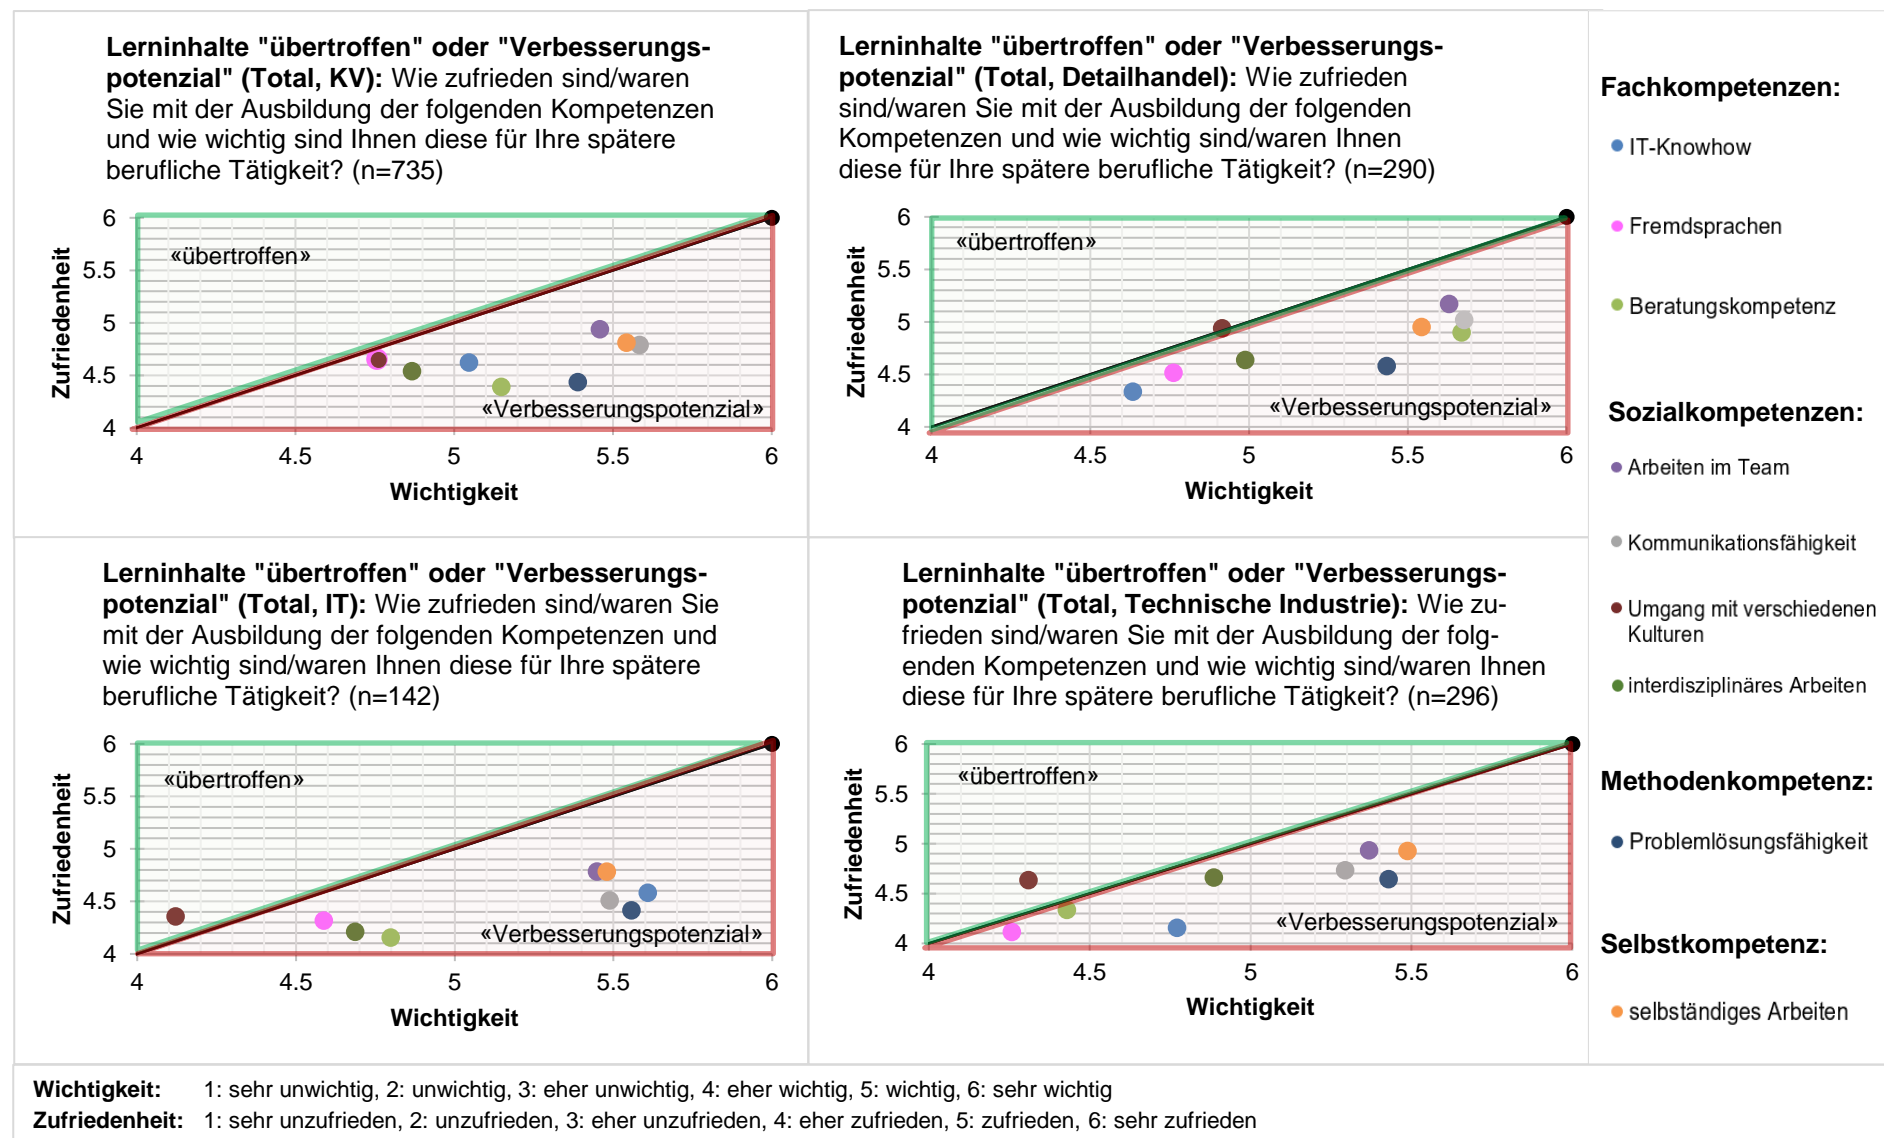 Lerninhalte "übertroffen" oder "Verbesserungs-
potenzial" (Total, KV): Wie zufrieden sind/waren
Sie mit der Ausbildung der folgenden Kompetenzen
und wie wichtig sind Ihnen diese für Ihre spätere
berufliche Tätigkeit? (n=735)
6
5.5
5
4.5
4
Zufriedenheit
«übertroffen»
«Verbesserungspotenzial»
4 4.5 5 5.5 6
Wichtigkeit
Lerninhalte "übertroffen" oder "Verbesserungs-
potenzial" (Total, Detailhandel): Wie zufrieden
sind/waren Sie mit der Ausbildung der folgenden
Kompetenzen und wie wichtig sind/waren Ihnen
diese für Ihre spätere berufliche Tätigkeit? (n=290)
6
5.5
5
4.5
4
Zufriedenheit
«übertroffen»
«Verbesserungspotenzial»
4 4.5 5 5.5 6
Wichtigkeit
Lerninhalte "übertroffen" oder "Verbesserungs-
potenzial" (Total, IT): Wie zufrieden sind/waren Sie
mit der Ausbildung der folgenden Kompetenzen und
wie wichtig sind/waren Ihnen diese für Ihre spätere
berufliche Tätigkeit? (n=142)
6
5.5
5
4.5
4
Zufriedenheit
«übertroffen»
«Verbesserungspotenzial»
4 4.5 5 5.5 6
Wichtigkeit
Lerninhalte "übertroffen" oder "Verbesserungs-
potenzial" (Total, Technische Industrie): Wie zu-
frieden sind/waren Sie mit der Ausbildung der folg-
enden Kompetenzen und wie wichtig sind/waren Ihnen
diese für Ihre spätere berufliche Tätigkeit? (n=296)
6
5.5
5
4.5
4
Zufriedenheit
«übertroffen»
«Verbesserungspotenzial»
4 4.5 5 5.5 6
Wichtigkeit
Fachkompetenzen:
IT-Knowhow
Fremdsprachen
Beratungskompetenz
Sozialkompetenzen:
Arbeiten im Team
Kommunikationsfähigkeit
Umgang mit verschiedenen
Kulturen
interdisziplinäres Arbeiten
Methodenkompetenz:
Problemlösungsfähigkeit
Selbstkompetenz:
selbständiges Arbeiten
Wichtigkeit: 1: sehr unwichtig, 2: unwichtig, 3: eher unwichtig, 4: eher wichtig, 5: wichtig, 6: sehr wichtig
Zufriedenheit: 1: sehr unzufrieden, 2: unzufrieden, 3: eher unzufrieden, 4: eher zufrieden, 5: zufrieden, 6: sehr zufrieden